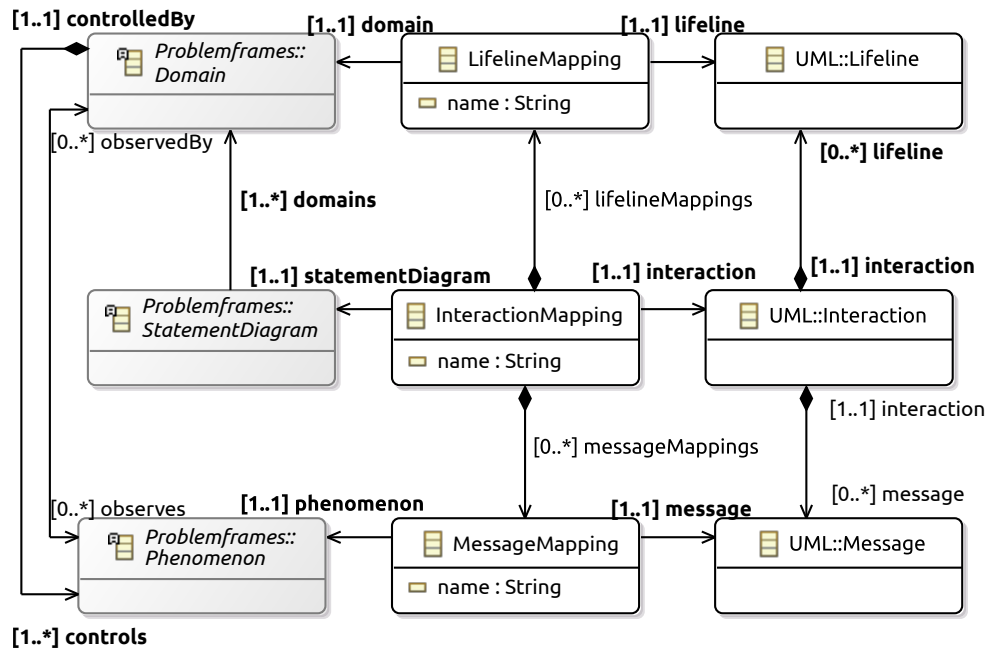 [1..1] controlledBy
[1..1] domain
[1..1] lifeline
Problemframes::
Domain
LifelineMapping
name : String
UML::Lifeline
[0..*] observedBy
[0..*] lifeline
[1..*] domains
[0..*] lifelineMappings
[1..1] statementDiagram
[1..1] interaction
[1..1] interaction
Problemframes::
StatementDiagram
InteractionMapping
name : String
UML::Interaction
[1..1] interaction
[0..*] messageMappings
[0..*] message
[0..*] observes
[1..1] phenomenon
[1..1] message
Problemframes::
Phenomenon
MessageMapping
name : String
UML::Message
[1..*] controls